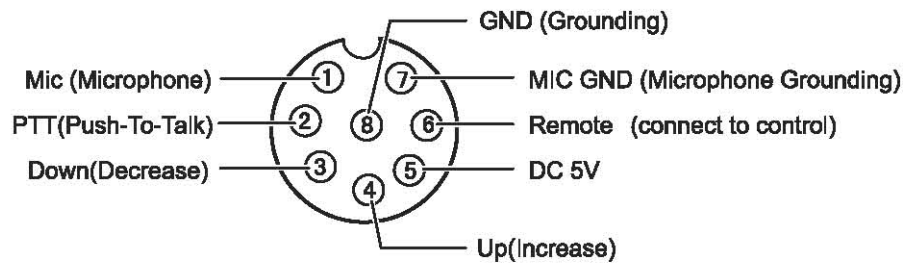 GND (Grounding)
Mic (Microphone)
1
7
MIC GND (Microphone Grounding)
PTT(Push-To-Talk)
2
8
6
Remote (connect to control)
Down(Decrease)
3
5
DC 5V
4
Up(Increase)